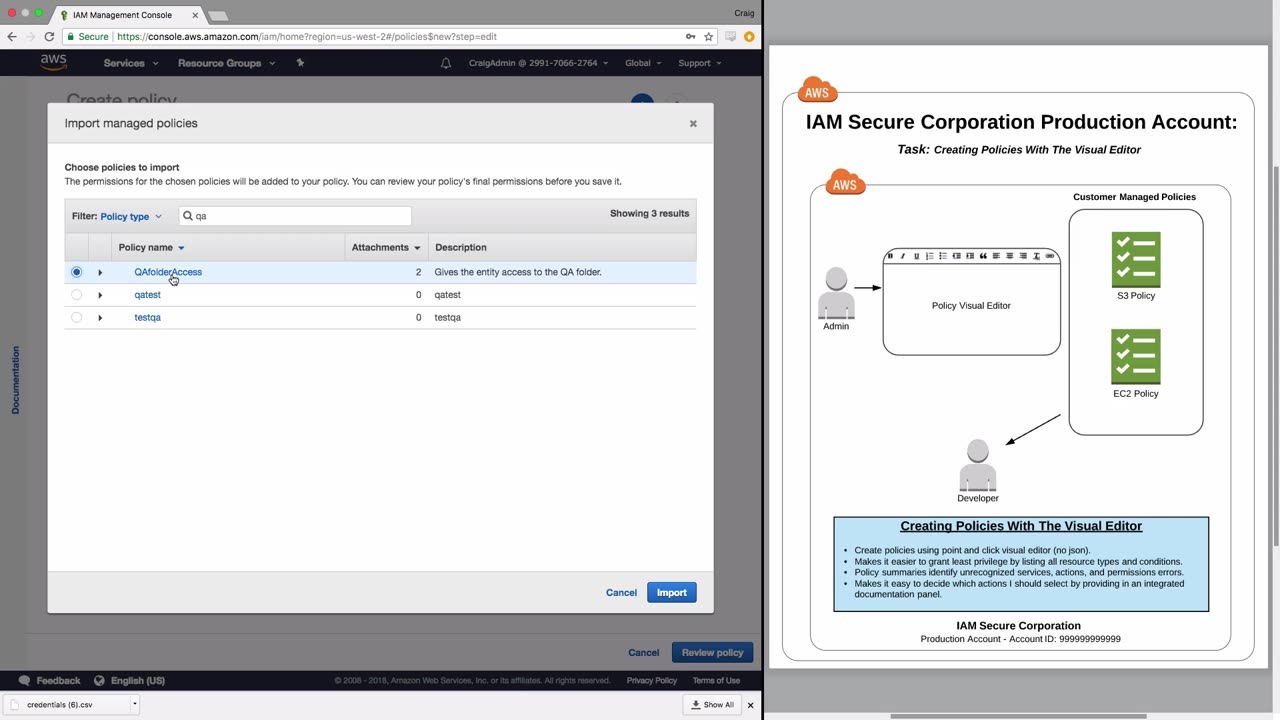 IAM Management Console
Craig
Secure
https://console.aws.amazon.com/iam/home?region=us-west-2#/policies$new?step=edit
aws
Services
Resource Groups
CraigAdmin @ 2991-7066-2764
Global
Support
Create policy
Import managed policies
Choose policies to import
The permissions for the chosen policies will be added to your policy. You can review your policy's final permissions before you save it.
Filter: Policy type
qa
Showing 3 results
Policy name
Attachments
Description
QAfolderAccess
2
Gives the entity access to the QA folder.
qatest
0
qatest
testqa
0
testqa
Documentation
Cancel
Import
Cancel
Review policy
Feedback
English (US)
© 2008 - 2018, Amazon Web Services, Inc. or its affiliates. All rights reserved.
Privacy Policy
Terms of Use
credentials (6).csv
Show All
AWS
IAM Secure Corporation Production Account:
Task: Creating Policies With The Visual Editor
AWS
Customer Managed Policies
B I U
Policy Visual Editor
Admin
S3 Policy
EC2 Policy
Developer
Creating Policies With The Visual Editor
• Create policies using point and click visual editor (no json).
• Makes it easier to grant least privilege by listing all resource types and conditions.
• Policy summaries identify unrecognized services, actions, and permissions errors.
• Makes it easy to decide which actions I should select by providing in an integrated
documentation panel.
IAM Secure Corporation
Production Account - Account ID: 999999999999